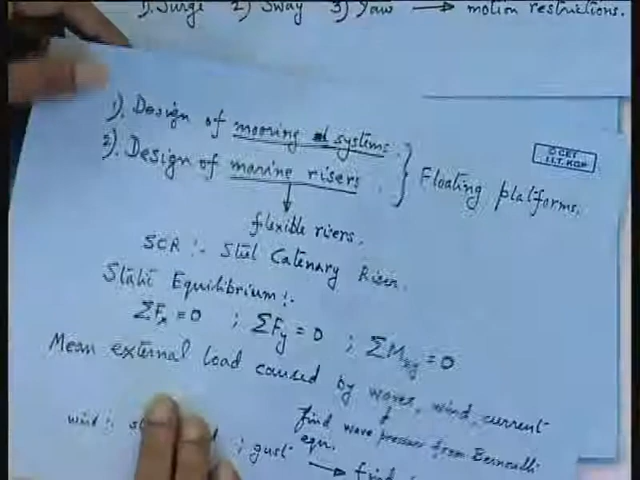 1). Surge 2) Sway 3) Yaw → motion restrictions.
1). Design of mooring systems
2). Design of marine risers
Floating platforms.
© CET
I.I.T. KGP
flexible risers.
SCR :- Steel Catenary Riser.
Static Equilibrium :-
ΣFx = 0 ; ΣFy = 0 ; ΣMxy = 0
Mean external load caused by waves, wind, current
find wave pressure from Bernoulli
eqn.
wind :
; gust → find